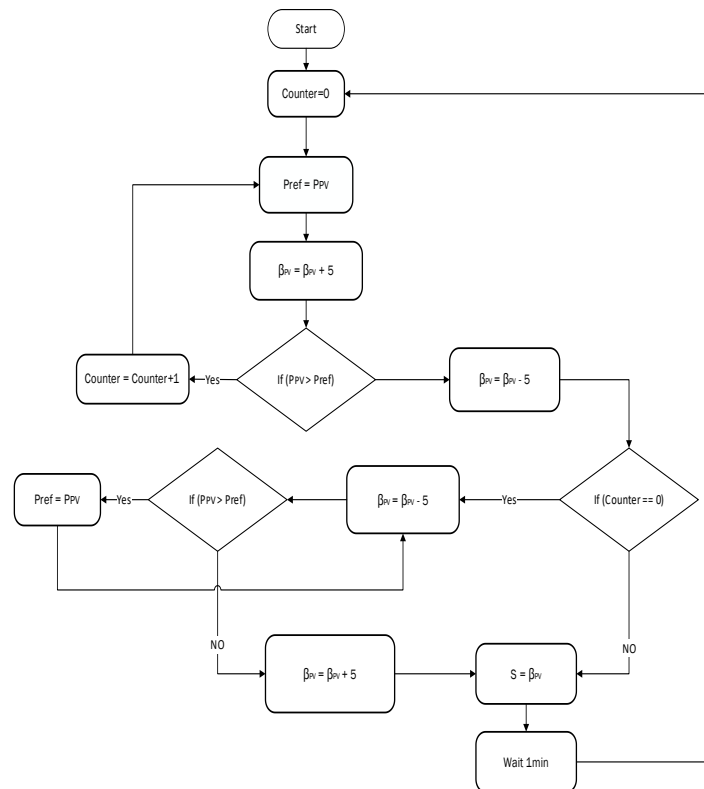 Start
Counter=0
Pref = PPV
βPV = βPV + 5
If (PPV > Pref)
Yes
Counter = Counter+1
βPV = βPV - 5
If (Counter == 0)
Yes
βPV = βPV - 5
If (PPV > Pref)
Yes
Pref = PPV
NO
NO
βPV = βPV + 5
S = βPV
Wait 1min